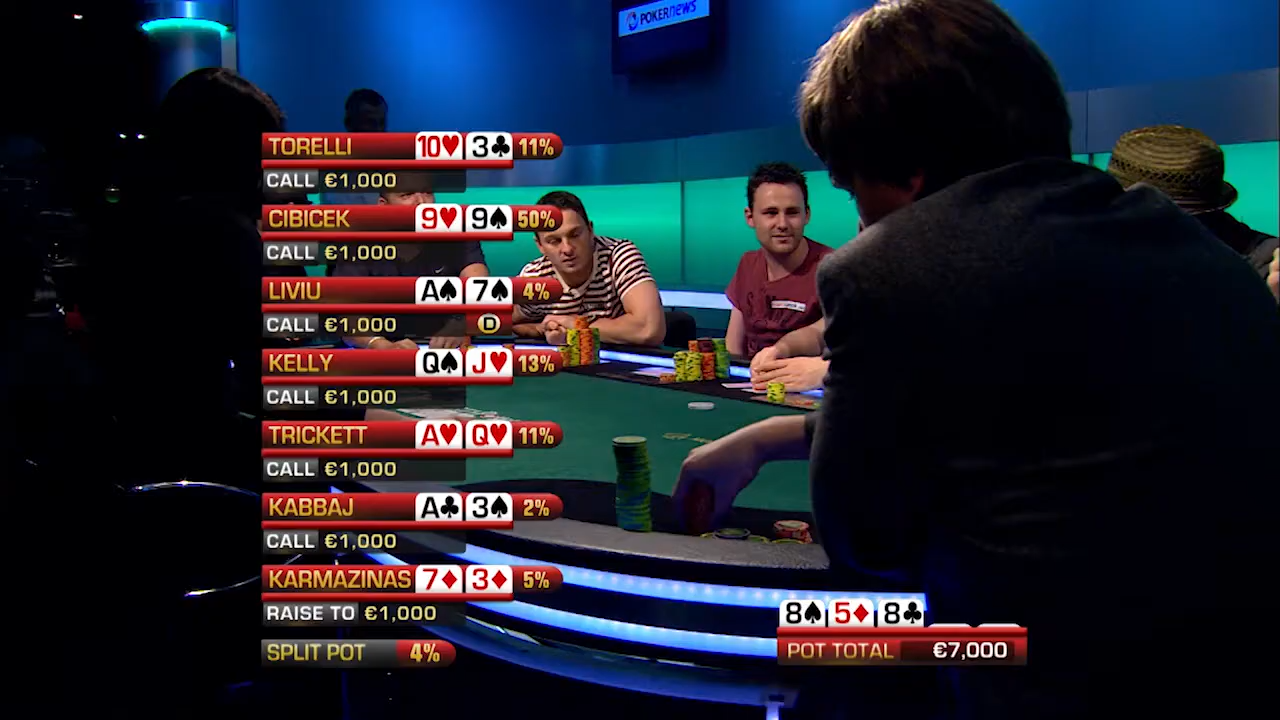 POKERNEWS
TORELLI 10♥ 3♣ 11%
CALL €1,000
CIBICEK 9♥ 9♠ 50%
CALL €1,000
LIVIU A♠ 7♠ 4%
CALL €1,000 D
KELLY Q♠ J♥ 13%
CALL €1,000
TRICKETT A♥ Q♥ 11%
CALL €1,000
KABBAJ A♣ 3♠ 2%
CALL €1,000
KARMAZINAS 7♦ 3♦ 5%
RAISE TO €1,000
SPLIT POT 4%
8♠ 5♦ 8♣
POT TOTAL €7,000